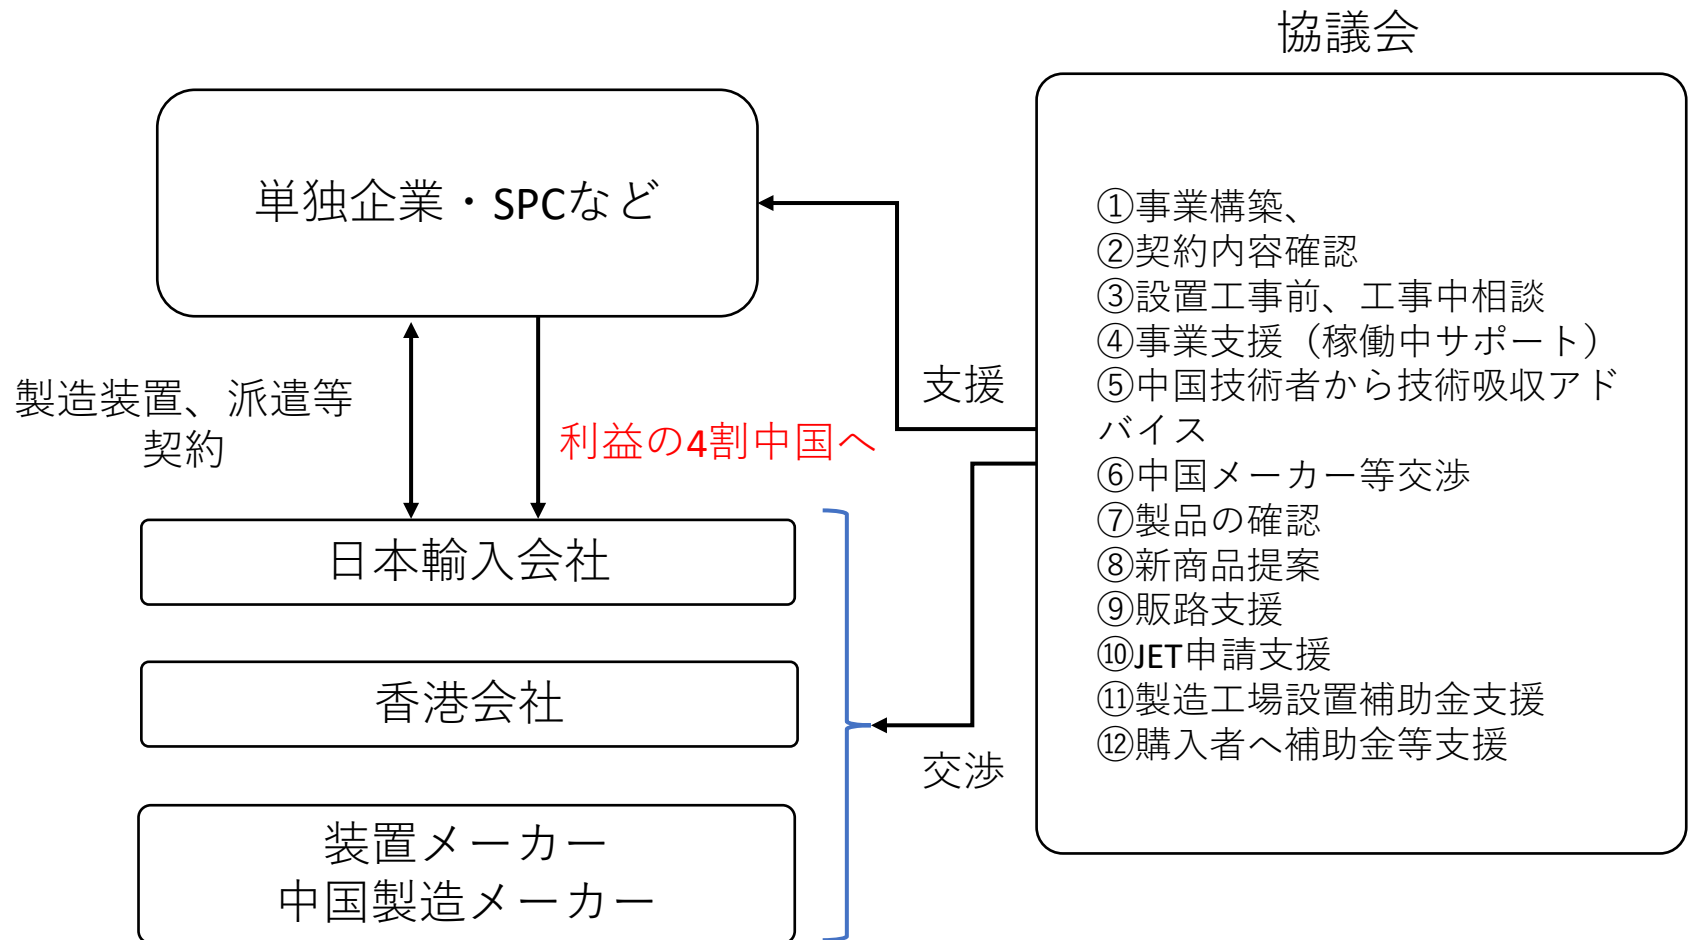 協議会
単独企業・SPCなど
①事業構築、
②契約内容確認
③設置工事前、工事中相談
④事業支援（稼働中サポート）
⑤中国技術者から技術吸収アド
バイス
⑥中国メーカー等交渉
⑦製品の確認
⑧新商品提案
⑨販路支援
⑩JET申請支援
⑪製造工場設置補助金支援
⑫購入者へ補助金等支援
支援
製造装置、派遣等
契約
利益の4割中国へ
日本輸入会社
香港会社
交渉
装置メーカー
中国製造メーカー